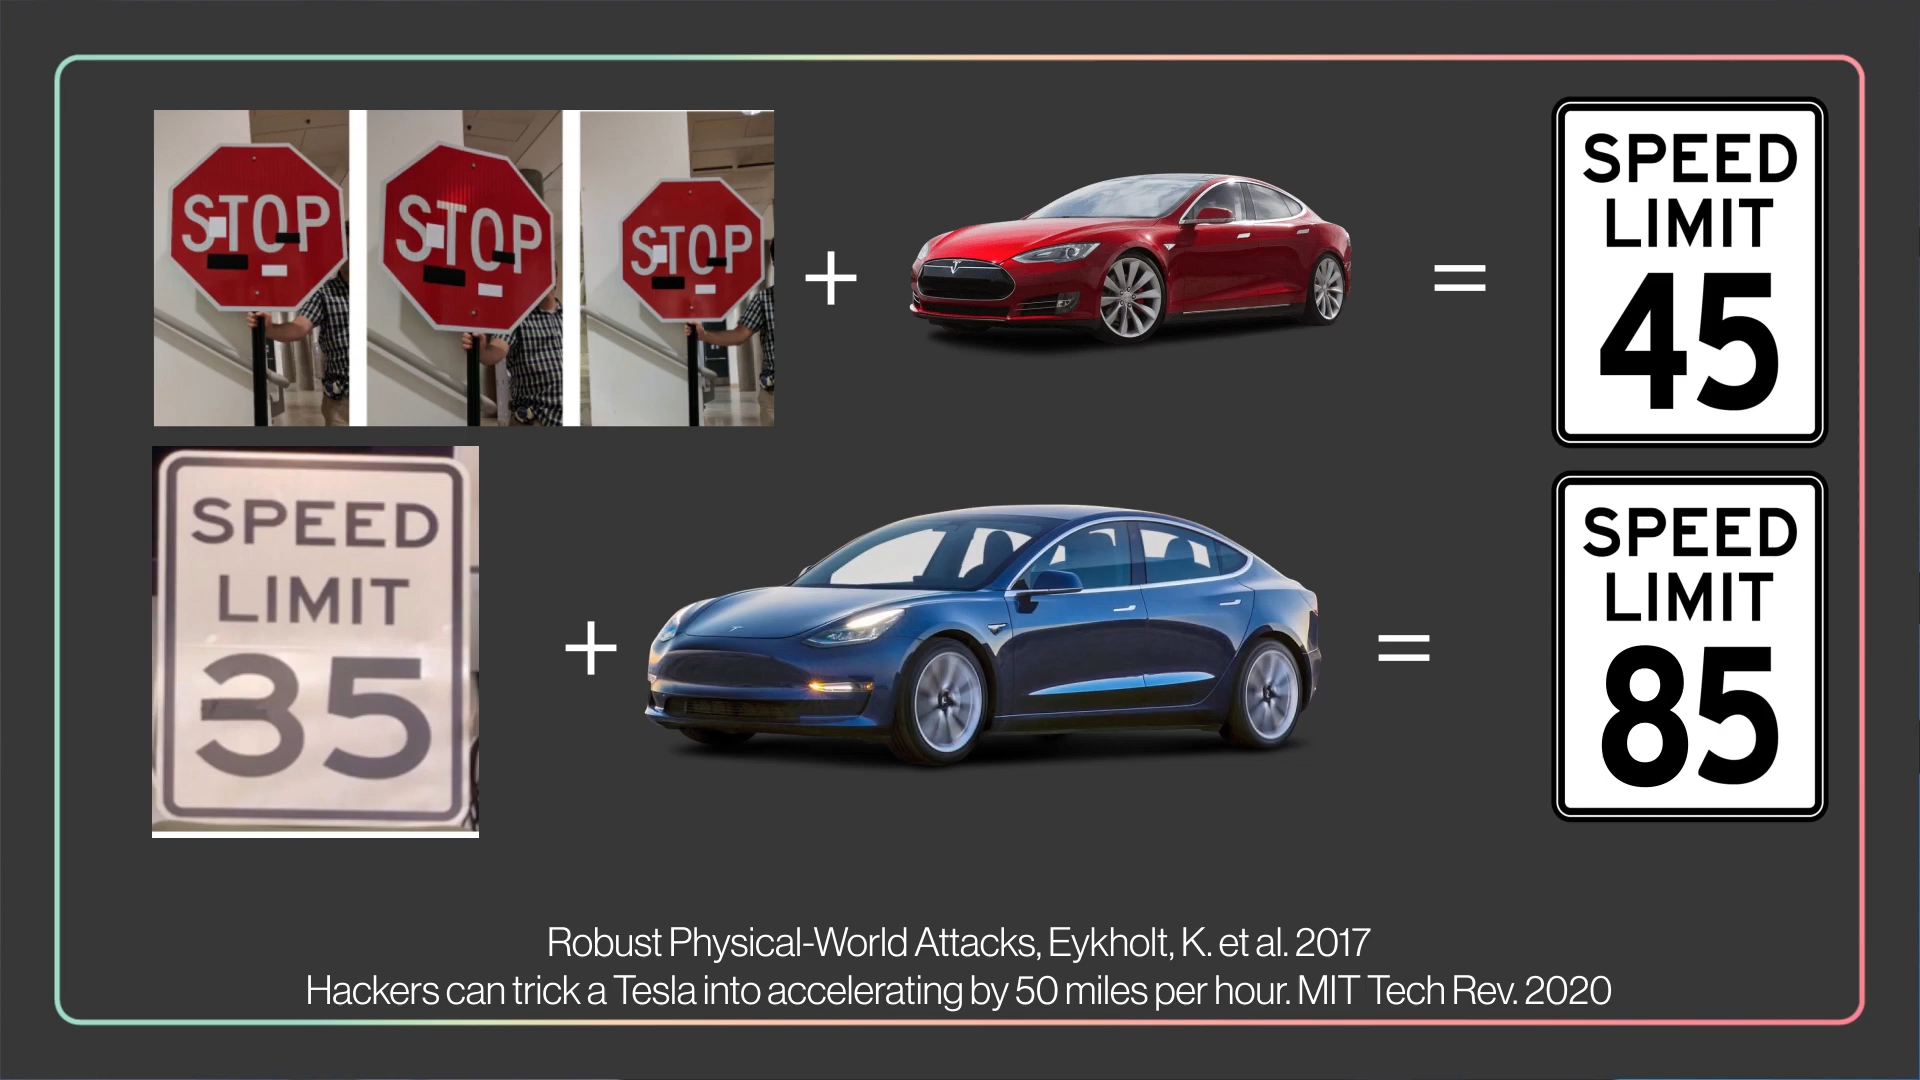 STOP
STOP
STOP
+
=
SPEED
LIMIT
45
SPEED
LIMIT
35
+
=
SPEED
LIMIT
85
Robust Physical-World Attacks, Eykholt, K. et al. 2017
Hackers can trick a Tesla into accelerating by 50 miles per hour. MIT Tech Rev. 2020